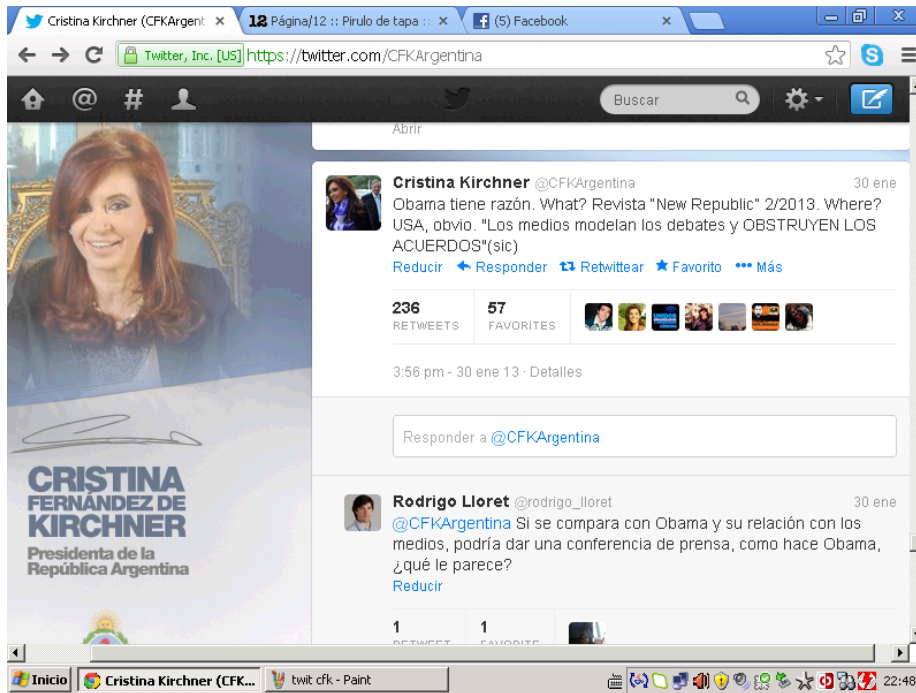 Cristina Kirchner (CFKArgent
12 Página/12 :: Pirulo de tapa ::
(5) Facebook
Twitter, Inc. [US] https://twitter.com/CFKArgentina
@ #
Buscar
Abrir
Cristina Kirchner @CFKArgentina 30 ene
Obama tiene razón. What? Revista "New Republic" 2/2013. Where?
USA, obvio. "Los medios modelan los debates y OBSTRUYEN LOS
ACUERDOS"(sic)
Reducir Responder Retwittear Favorito Más
236 57
RETWEETS FAVORITES
3:56 pm - 30 ene 13 · Detalles
Responder a @CFKArgentina
CRISTINA
FERNÁNDEZ DE
KIRCHNER
Presidenta de la
República Argentina
Rodrigo Lloret @rodrigo_lloret 30 ene
@CFKArgentina Si se compara con Obama y su relación con los
medios, podría dar una conferencia de prensa, como hace Obama,
¿qué le parece?
Reducir
1 1
RETWEET FAVORITE
Inicio
Cristina Kirchner (CFK...
twit cfk - Paint
22:48